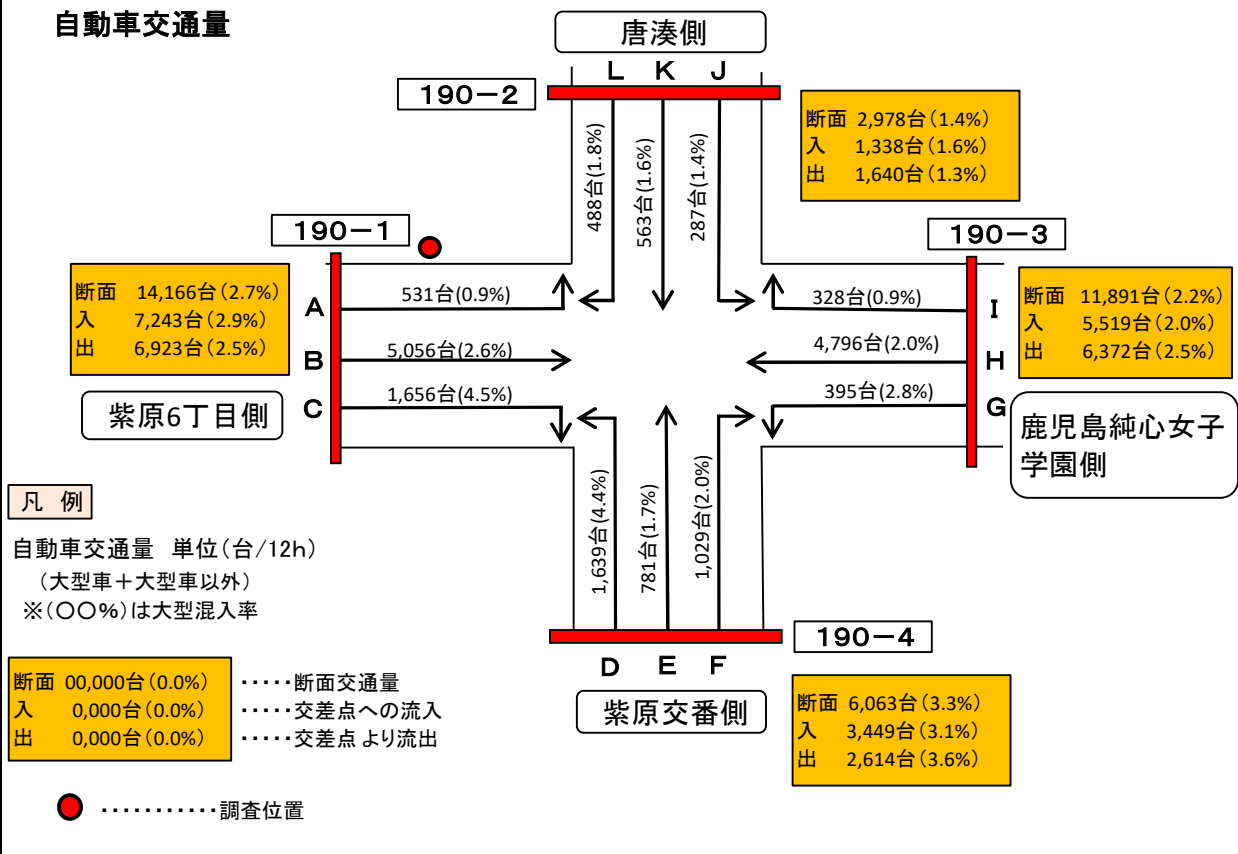 自動車交通量
唐湊側
L K J
190-2
断面 2,978台(1.4%)
入 1,338台(1.6%)
出 1,640台(1.3%)
488台(1.8%)
563台(1.6%)
287台(1.4%)
190-1
190-3
断面 14,166台(2.7%)
入 7,243台(2.9%)
出 6,923台(2.5%)
A
531台(0.9%)
B
5,056台(2.6%)
C
1,656台(4.5%)
328台(0.9%)
I
4,796台(2.0%)
H
395台(2.8%)
G
断面 11,891台(2.2%)
入 5,519台(2.0%)
出 6,372台(2.5%)
紫原6丁目側
鹿児島純心女子
学園側
1,639台(4.4%)
781台(1.7%)
1,029台(2.0%)
凡 例
自動車交通量 単位(台/12h)
(大型車+大型車以外)
※(〇〇%)は大型混入率
190-4
D E F
紫原交番側
断面 6,063台(3.3%)
入 3,449台(3.1%)
出 2,614台(3.6%)
断面 00,000台(0.0%) ・・・・・断面交通量
入 0,000台(0.0%) ・・・・・交差点への流入
出 0,000台(0.0%) ・・・・・交差点より流出
・・・・・・・・・・・調査位置